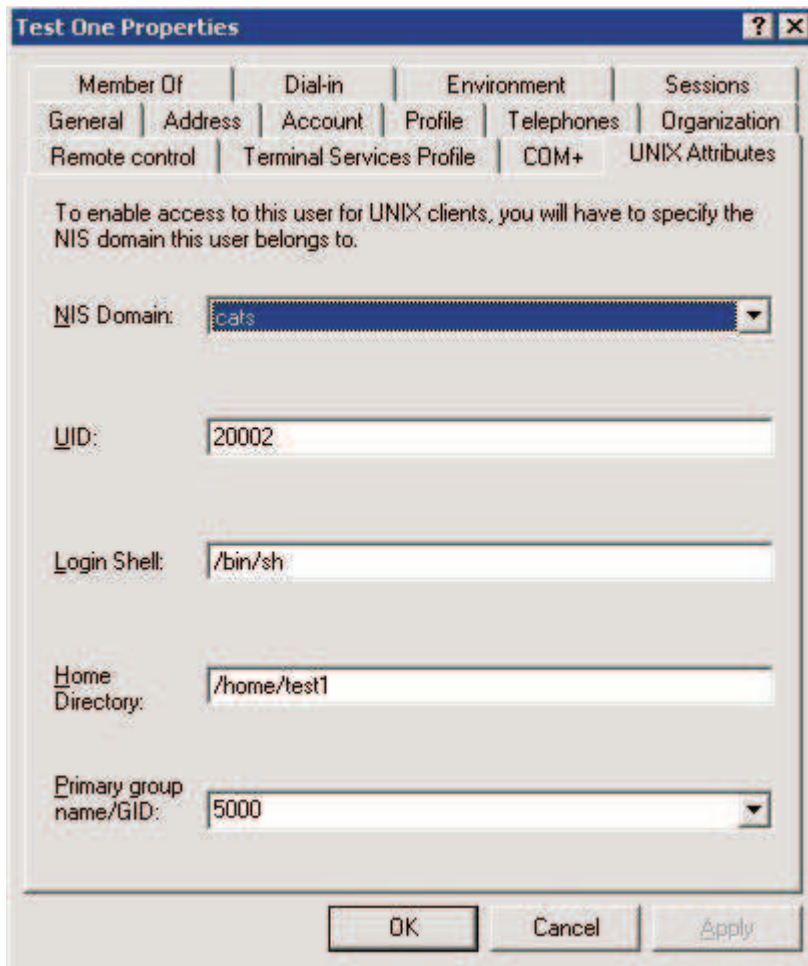 Test One Properties
Member Of Dial-in Environment Sessions
General Address Account Profile Telephones Organization
Remote control Terminal Services Profile COM+ UNIX Attributes
To enable access to this user for UNIX clients, you will have to specify the
NIS domain this user belongs to.
NIS Domain: cats
UID: 20002
Login Shell: /bin/sh
Home
Directory: /home/test1
Primary group
name/GID: 5000
OK Cancel Apply